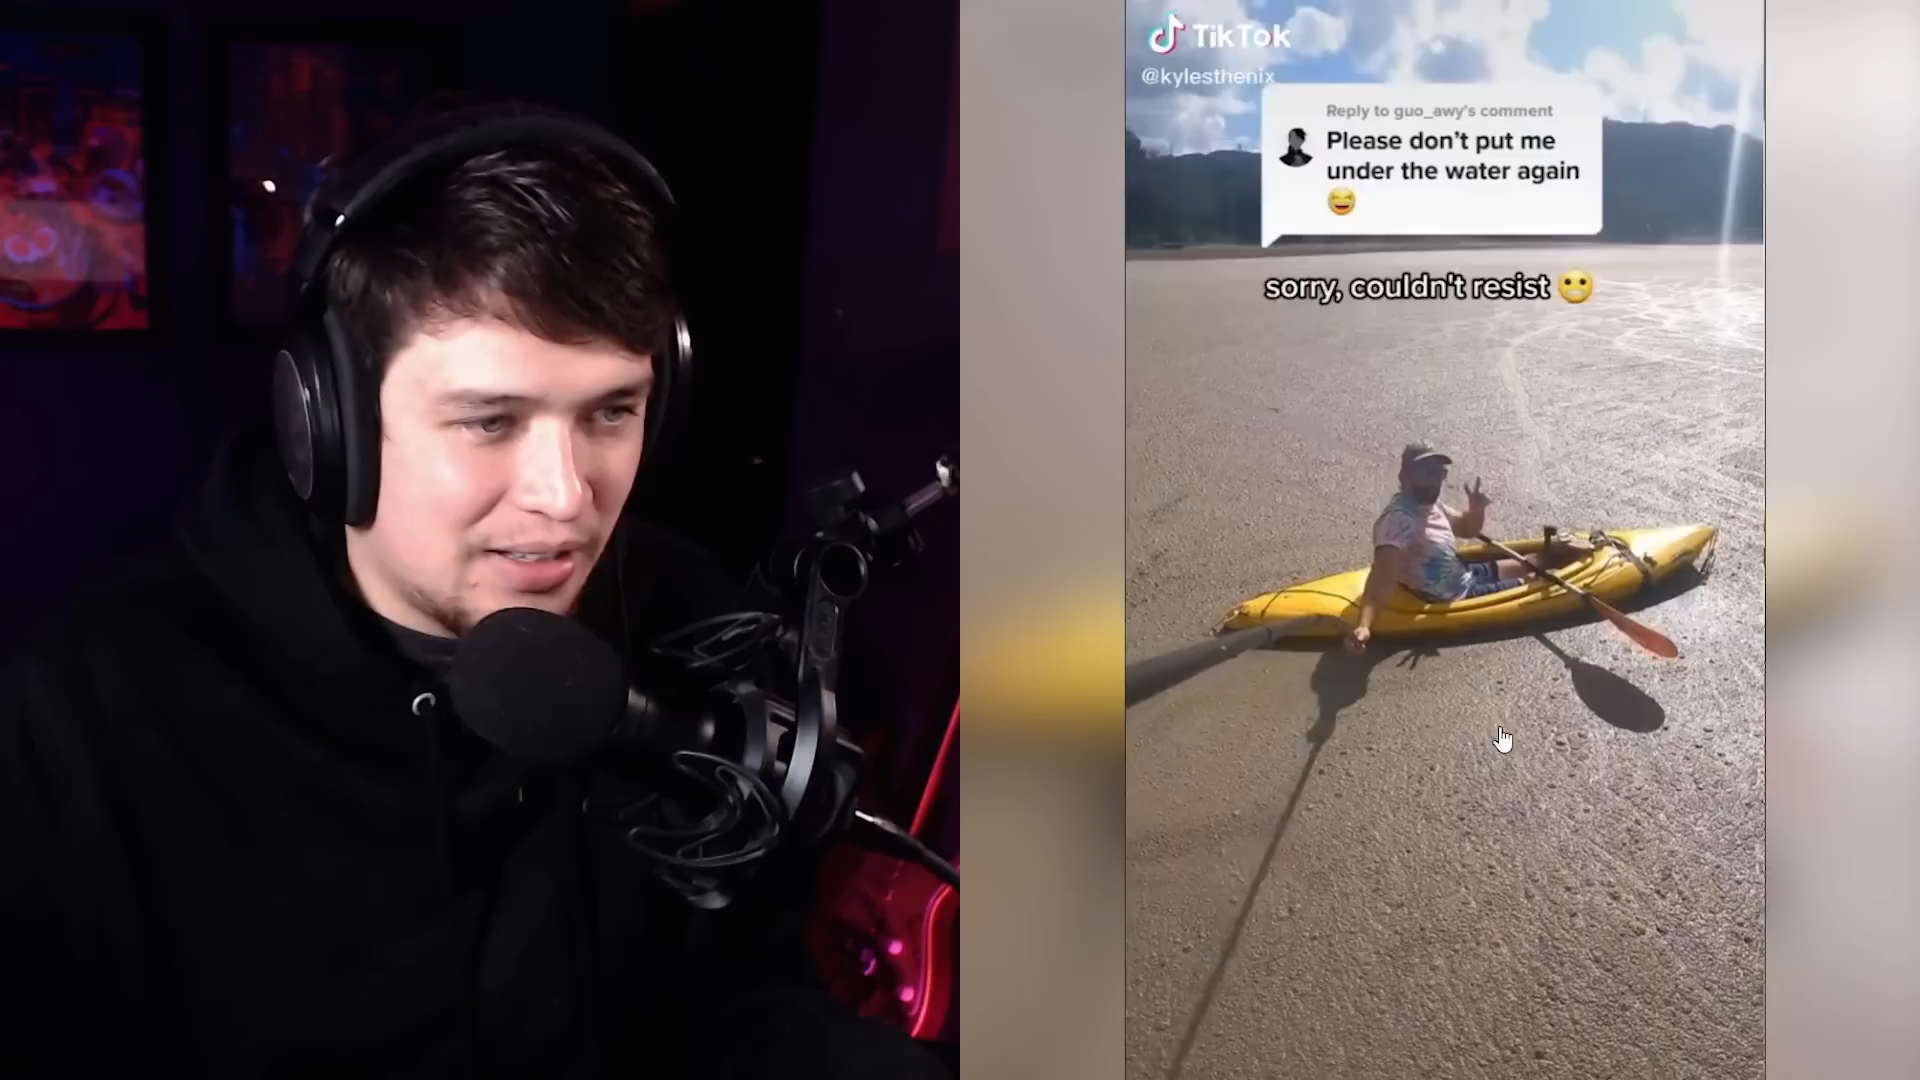 TikTok
@kylesthenix
Reply to guo_awy's comment
Please don't put me
under the water again
😆
sorry, couldn't resist 😬